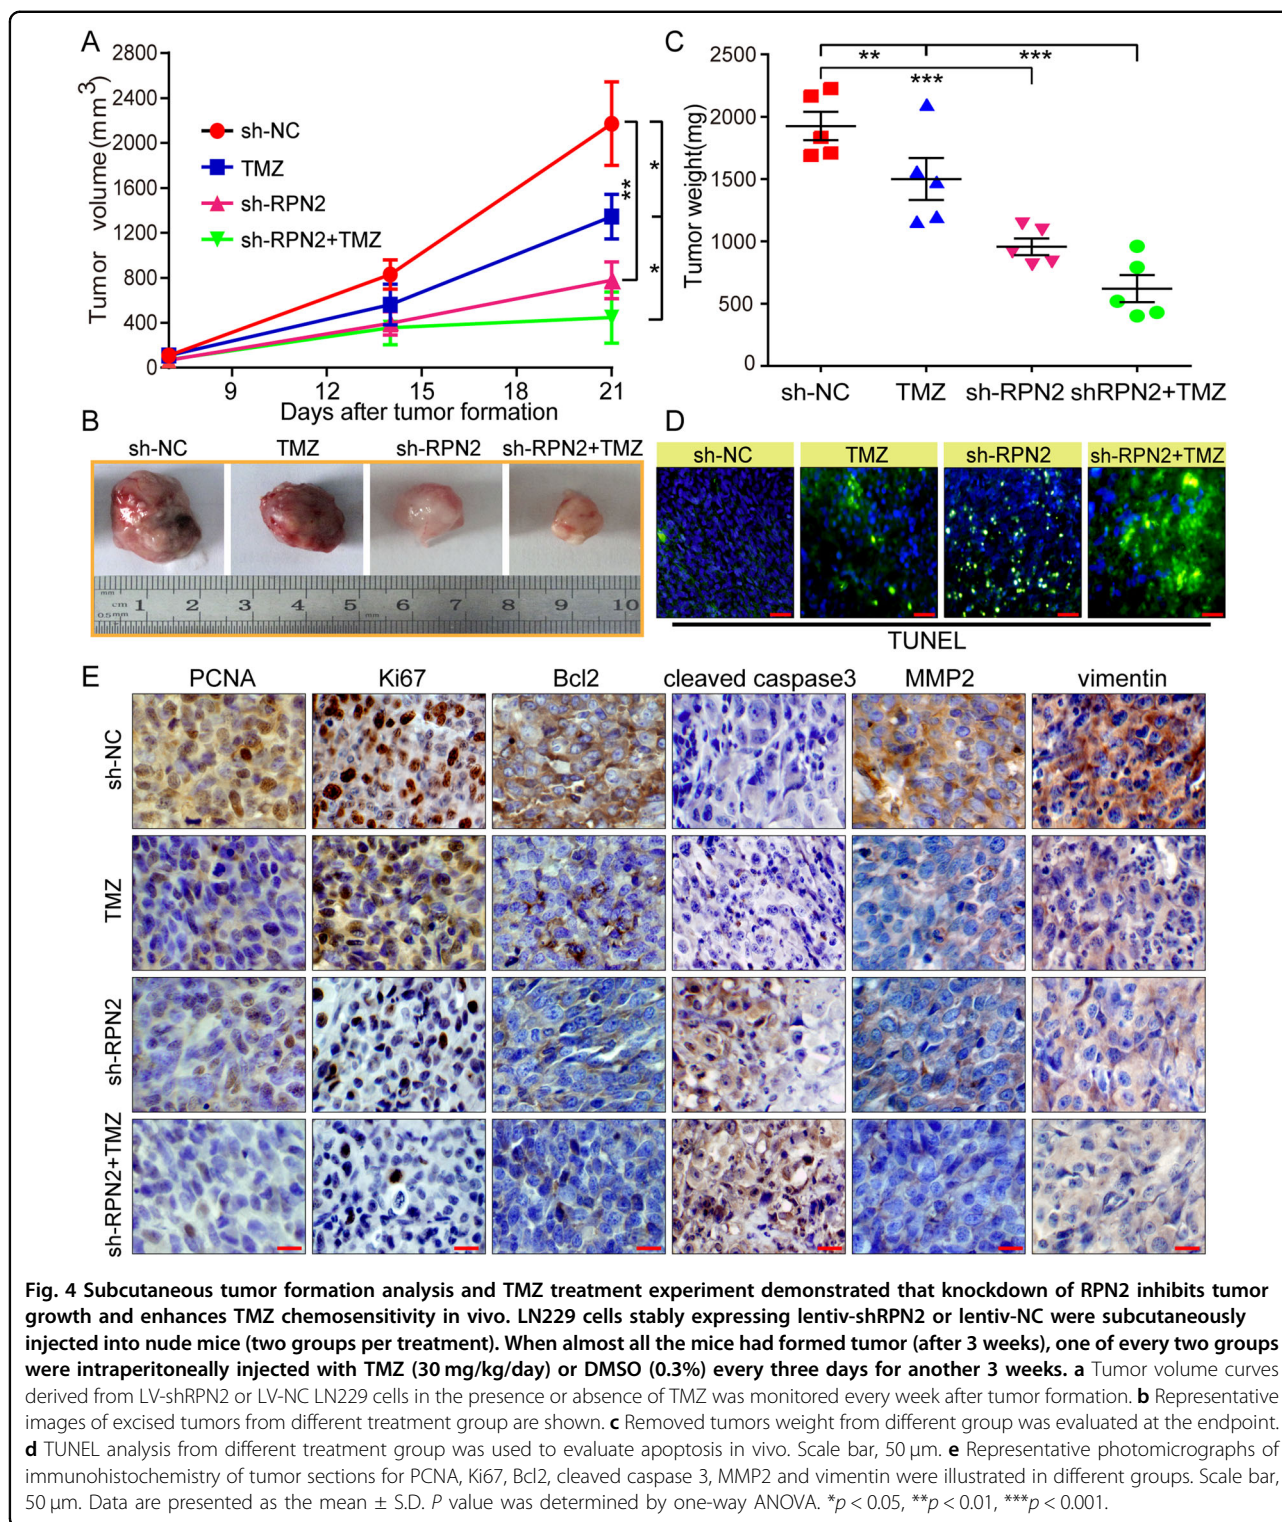 A
Tumor volume(mm³)
2800
2400
2000
1600
1200
800
400
0
sh-NC
TMZ
sh-RPN2
sh-RPN2+TMZ
**
*
*
9 12 15 18 21
Days after tumor formation
C
Tumor weight(mg)
2500
2000
1500
1000
500
0
** ***
***
sh-NC TMZ sh-RPN2 shRPN2+TMZ
B
sh-NC TMZ sh-RPN2 sh-RPN2+TMZ
mm
cm 1 2 3 4 5 mm 6 7 8 9 10
0.5mm
D
sh-NC TMZ sh-RPN2 sh-RPN2+TMZ
TUNEL
E
PCNA Ki67 Bcl2 cleaved caspase3 MMP2 vimentin
sh-NC
TMZ
sh-RPN2
sh-RPN2+TMZ
Fig. 4 Subcutaneous tumor formation analysis and TMZ treatment experiment demonstrated that knockdown of RPN2 inhibits tumor
growth and enhances TMZ chemosensitivity in vivo. LN229 cells stably expressing lentiv-shRPN2 or lentiv-NC were subcutaneously
injected into nude mice (two groups per treatment). When almost all the mice had formed tumor (after 3 weeks), one of every two groups
were intraperitoneally injected with TMZ (30 mg/kg/day) or DMSO (0.3%) every three days for another 3 weeks. a Tumor volume curves
derived from LV-shRPN2 or LV-NC LN229 cells in the presence or absence of TMZ was monitored every week after tumor formation. b Representative
images of excised tumors from different treatment group are shown. c Removed tumors weight from different group was evaluated at the endpoint.
d TUNEL analysis from different treatment group was used to evaluate apoptosis in vivo. Scale bar, 50 μm. e Representative photomicrographs of
immunohistochemistry of tumor sections for PCNA, Ki67, Bcl2, cleaved caspase 3, MMP2 and vimentin were illustrated in different groups. Scale bar,
50 μm. Data are presented as the mean ± S.D. P value was determined by one-way ANOVA. *p < 0.05, **p < 0.01, ***p < 0.001.